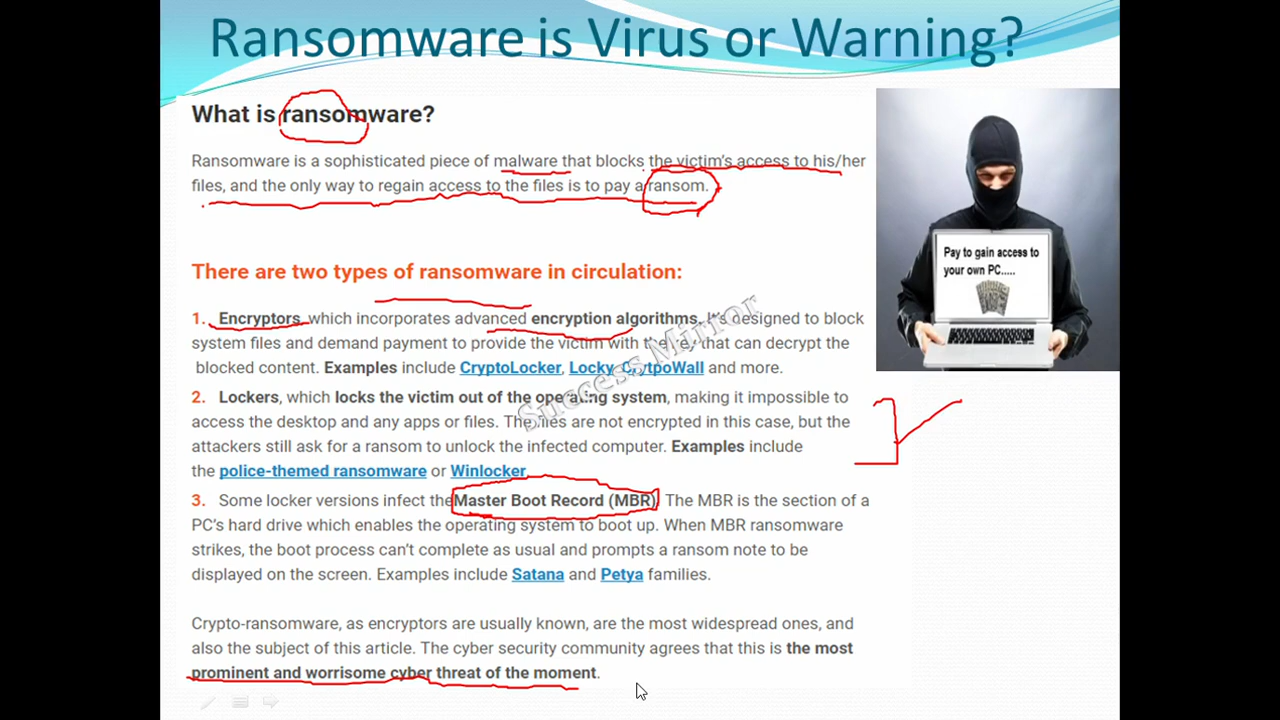 Ransomware is Virus or Warning?
What is ransomware?
Ransomware is a sophisticated piece of malware that blocks the victim's access to his/her
files, and the only way to regain access to the files is to pay a ransom.
Pay to gain access to
your own PC.....
There are two types of ransomware in circulation:
1. Encryptors, which incorporates advanced encryption algorithms. It's designed to block
system files and demand payment to provide the victim with the key that can decrypt the
blocked content. Examples include CryptoLocker, Locky, CrytpoWall and more.
2. Lockers, which locks the victim out of the operating system, making it impossible to
access the desktop and any apps or files. The files are not encrypted in this case, but the
attackers still ask for a ransom to unlock the infected computer. Examples include
the police-themed ransomware or Winlocker.
3. Some locker versions infect the Master Boot Record (MBR). The MBR is the section of a
PC's hard drive which enables the operating system to boot up. When MBR ransomware
strikes, the boot process can't complete as usual and prompts a ransom note to be
displayed on the screen. Examples include Satana and Petya families.
Crypto-ransomware, as encryptors are usually known, are the most widespread ones, and
also the subject of this article. The cyber security community agrees that this is the most
prominent and worrisome cyber threat of the moment.
Success Mirror